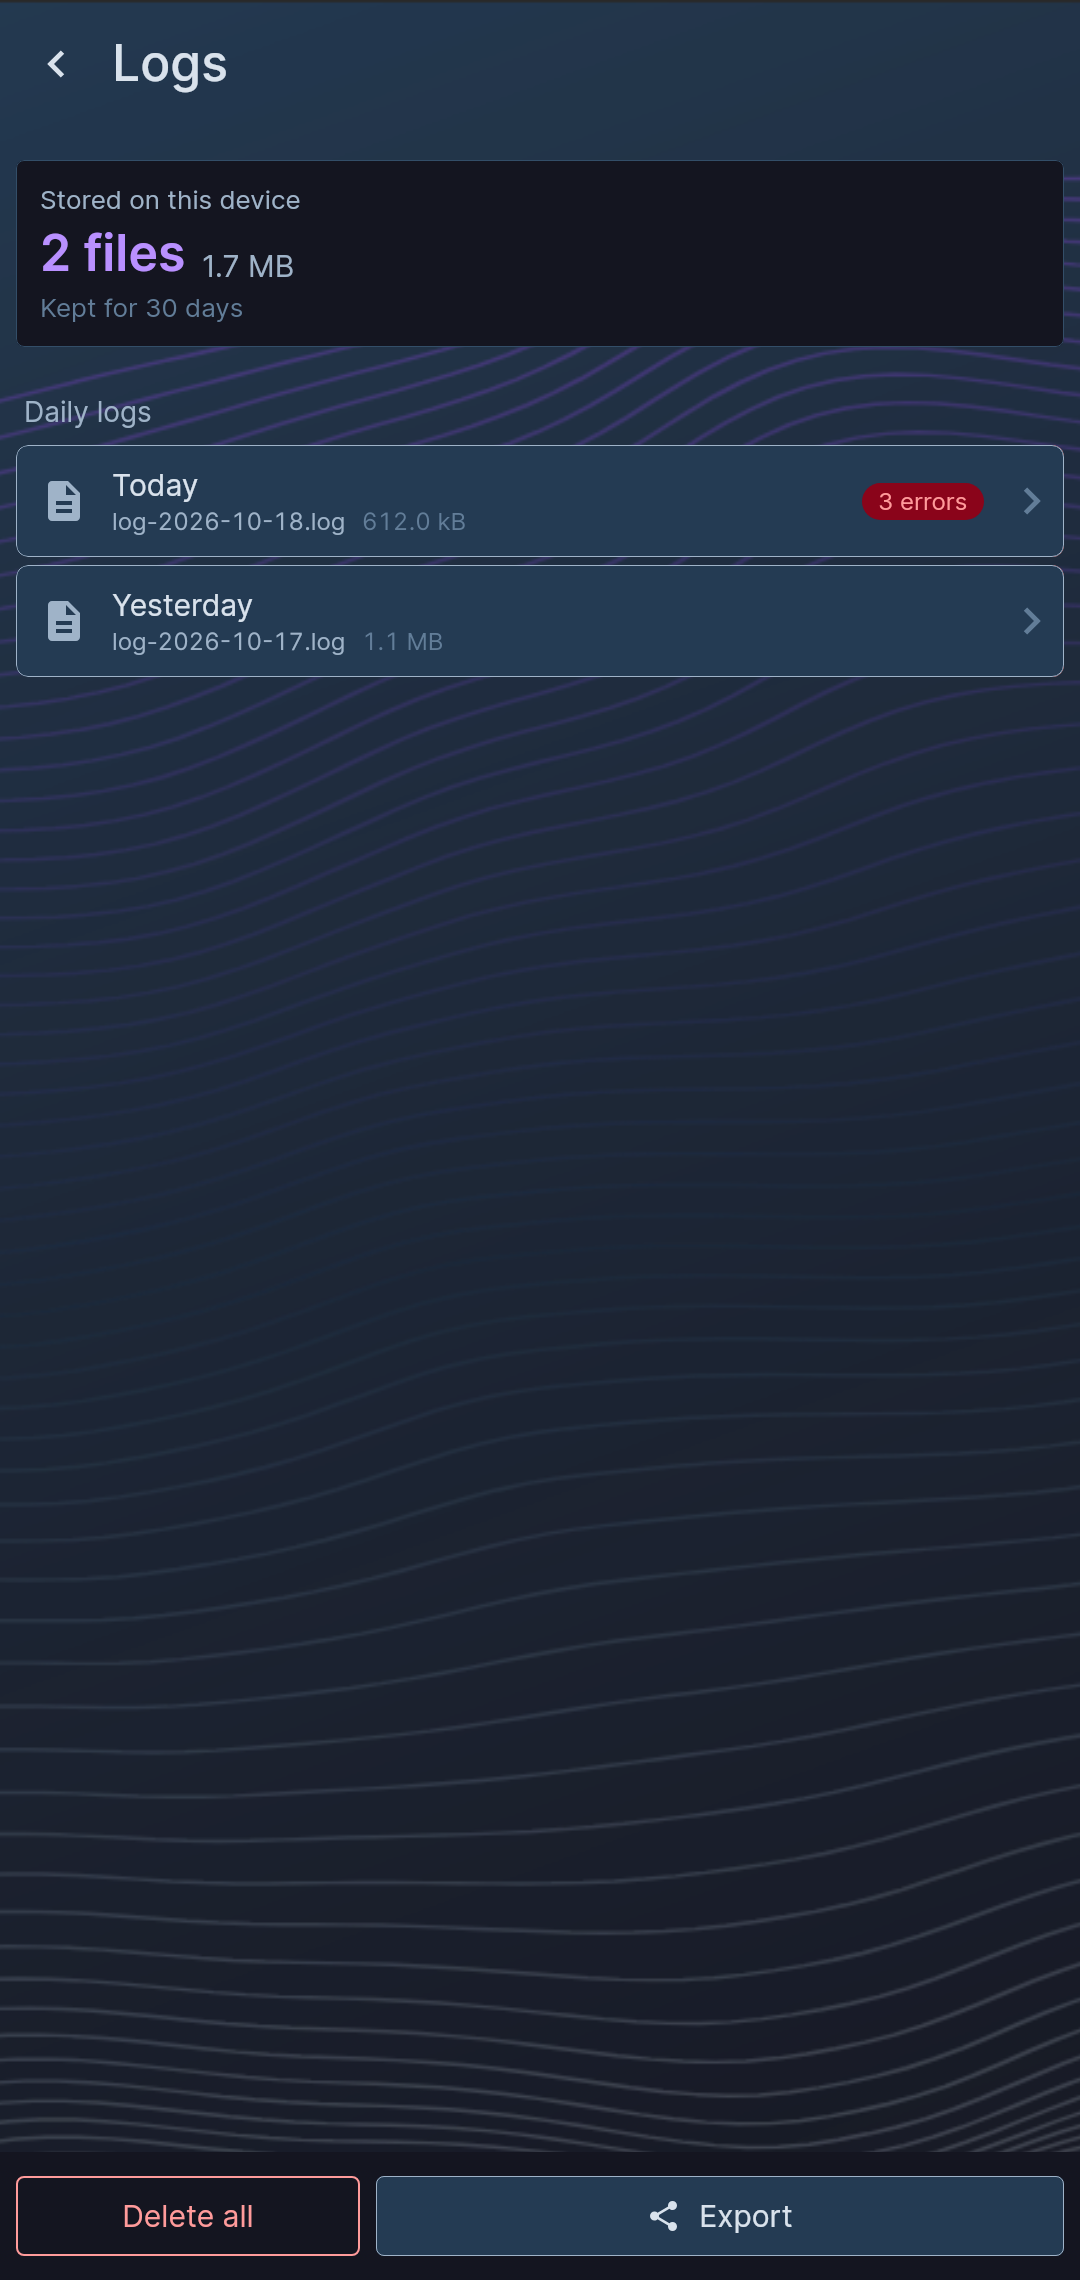 Logs
Stored on this device
2 files 1.7 MB
Kept for 30 days
Daily logs
Today
log-2026-10-18.log 612.0 kB
3 errors
Yesterday
log-2026-10-17.log 1.1 MB
Delete all
Export